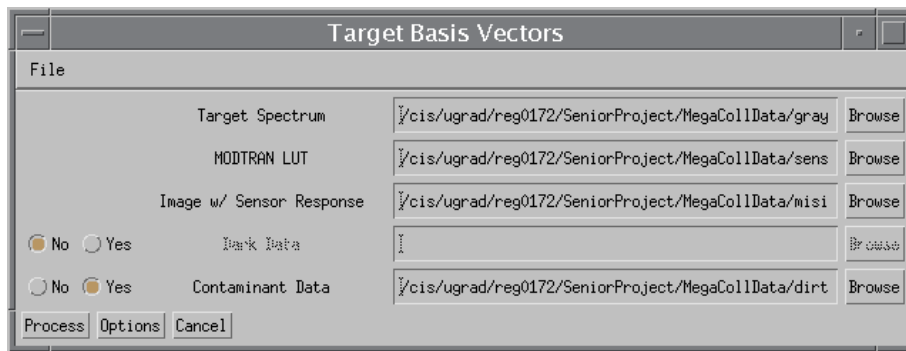 Target Basis Vectors
File
Target Spectrum /cis/ugrad/reg0172/SeniorProject/MegaCollData/gray Browse
MODTRAN LUT /cis/ugrad/reg0172/SeniorProject/MegaCollData/sens Browse
Image w/ Sensor Response /cis/ugrad/reg0172/SeniorProject/MegaCollData/misi Browse
No Yes Dark Data Browse
No Yes Contaminant Data /cis/ugrad/reg0172/SeniorProject/MegaCollData/dirt Browse
Process Options Cancel